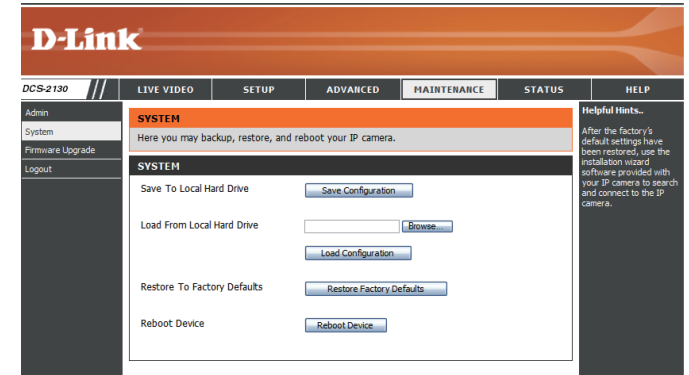 D-Link
DCS-2130
LIVE VIDEO
SETUP
ADVANCED
MAINTENANCE
STATUS
HELP
Admin
System
Firmware Upgrade
Logout
SYSTEM
Here you may backup, restore, and reboot your IP camera.
SYSTEM
Save To Local Hard Drive
Save Configuration
Load From Local Hard Drive
Browse...
Load Configuration
Restore To Factory Defaults
Restore Factory Defaults
Reboot Device
Reboot Device
Helpful Hints..
After the factory's
default settings have
been restored, use the
installation wizard
software provided with
your IP camera to search
and connect to the IP
camera.